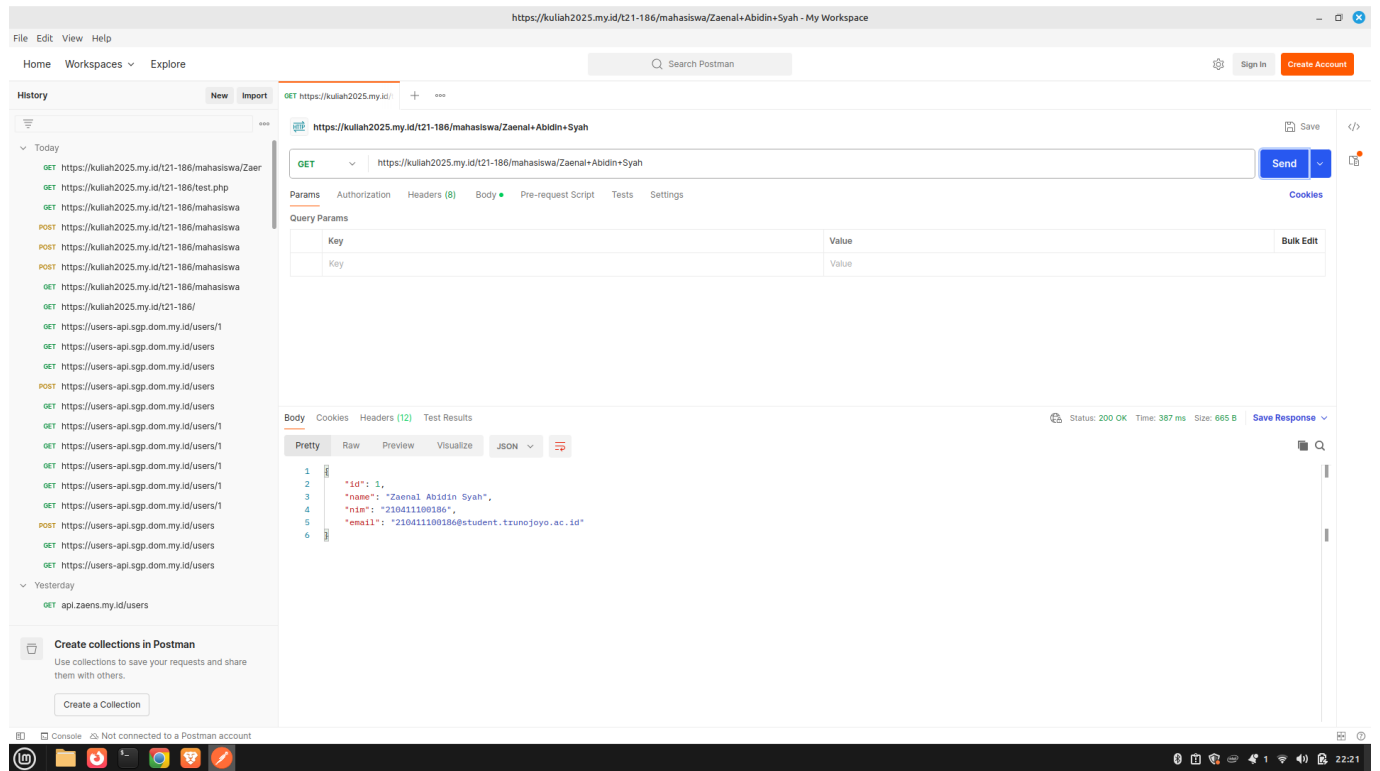 https://kuliah2025.my.id/t21-186/mahasiswa/Zaenal+Abidin+Syah - My Workspace
File Edit View Help
Home Workspaces Explore
Search Postman
Sign In
Create Account
History
New
Import
GET https://kuliah2025.my.id/
Today
GET https://kuliah2025.my.id/t21-186/mahasiswa/Zaer
GET https://kuliah2025.my.id/t21-186/test.php
GET https://kuliah2025.my.id/t21-186/mahasiswa
POST https://kuliah2025.my.id/t21-186/mahasiswa
POST https://kuliah2025.my.id/t21-186/mahasiswa
POST https://kuliah2025.my.id/t21-186/mahasiswa
GET https://kuliah2025.my.id/t21-186/mahasiswa
GET https://kuliah2025.my.id/t21-186/
GET https://users-api.sgp.dom.my.id/users/1
GET https://users-api.sgp.dom.my.id/users
GET https://users-api.sgp.dom.my.id/users
POST https://users-api.sgp.dom.my.id/users
GET https://users-api.sgp.dom.my.id/users
GET https://users-api.sgp.dom.my.id/users/1
GET https://users-api.sgp.dom.my.id/users/1
GET https://users-api.sgp.dom.my.id/users/1
GET https://users-api.sgp.dom.my.id/users/1
GET https://users-api.sgp.dom.my.id/users/1
POST https://users-api.sgp.dom.my.id/users
GET https://users-api.sgp.dom.my.id/users
GET https://users-api.sgp.dom.my.id/users
Yesterday
GET api.zaens.my.id/users
Create collections in Postman
Use collections to save your requests and share
them with others.
Create a Collection
HTTP https://kuliah2025.my.id/t21-186/mahasiswa/Zaenal+Abidin+Syah
Save
</>
GET https://kuliah2025.my.id/t21-186/mahasiswa/Zaenal+Abidin+Syah
Send
Params Authorization Headers (8) Body Pre-request Script Tests Settings
Cookies
Query Params
Key Value Bulk Edit
Key Value
Body Cookies Headers (12) Test Results
Status: 200 OK Time: 387 ms Size: 665 B Save Response
Pretty Raw Preview Visualize JSON
1 {
2 "id": 1,
3 "name": "Zaenal Abidin Syah",
4 "nim": "210411100186",
5 "email": "210411100186@student.trunojoyo.ac.id"
6 }
Console Not connected to a Postman account
1
22:21